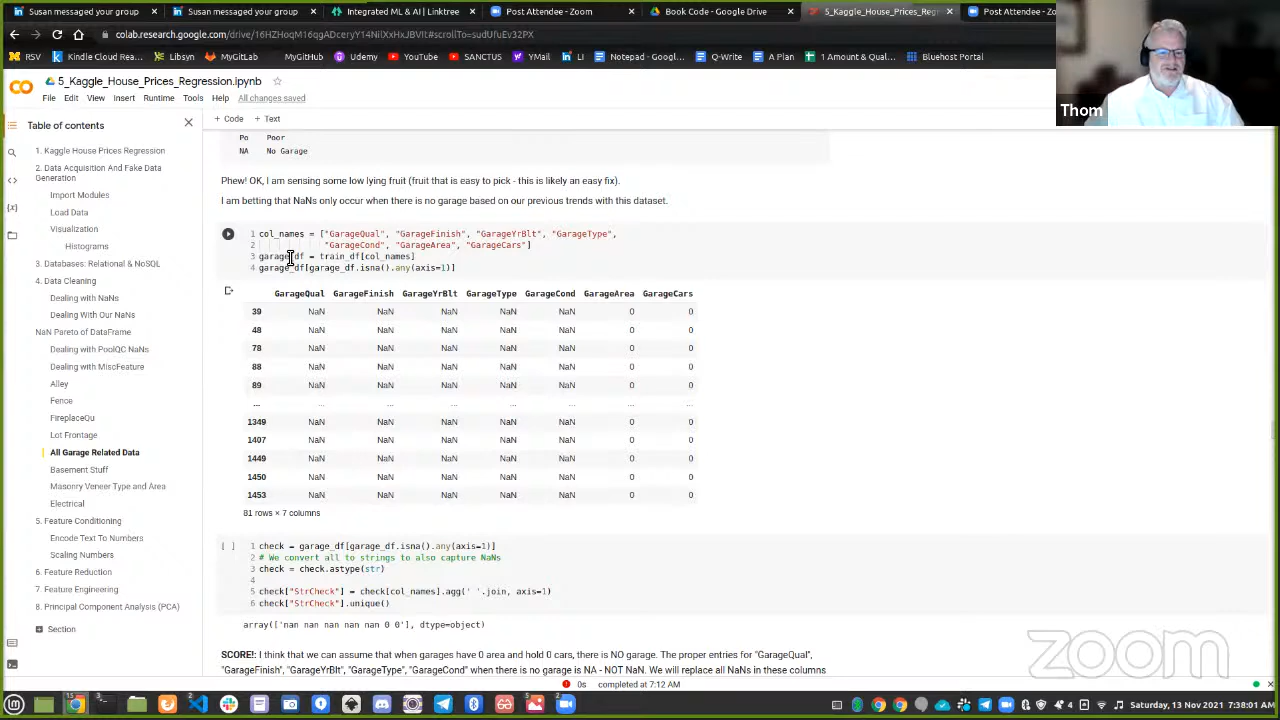 Susan messaged your group
Susan messaged your group
Integrated ML & AI | Linktree
Post Attendee - Zoom
Book Code - Google Drive
5_Kaggle_House_Prices_Regre
Post Attendee - Zoom
colab.research.google.com/drive/16HZHoqM16qgADceryY14NilXxHxJBVlt#scrollTo=sudUfuEv32PX
RSV
Kindle Cloud Reade...
Libsyn
MyGitLab
MyGitHub
Udemy
YouTube
SANCTUS
YMail
LI
Notepad - Googl...
Q-Write
A Plan
1 Amount & Qua...
Bluehost Portal
Thom
5_Kaggle_House_Prices_Regression.ipynb
File Edit View Insert Runtime Tools Help All changes saved
+ Code + Text
Table of contents
1. Kaggle House Prices Regression
2. Data Acquisition And Fake Data
Generation
Import Modules
Load Data
Visualization
Histograms
3. Databases: Relational & NoSQL
4. Data Cleaning
Dealing with NaNs
Dealing With Our NaNs
NaN Pareto of DataFrame
Dealing with PoolQC NaNs
Dealing with MiscFeature
Alley
Fence
FireplaceQu
Lot Frontage
All Garage Related Data
Basement Stuff
Masonry Veneer Type and Area
Electrical
5. Feature Conditioning
Encode Text To Numbers
Scaling Numbers
6. Feature Reduction
7. Feature Engineering
8. Principal Component Analysis (PCA)
Section
Po Poor
NA No Garage
Phew! OK, I am sensing some low lying fruit (fruit that is easy to pick - this is likely an easy fix).
I am betting that NaNs only occur when there is no garage based on our previous trends with this dataset.
1 col_names = ["GarageQual", "GarageFinish", "GarageYrBlt", "GarageType",
2 "GarageCond", "GarageArea", "GarageCars"]
3 garage_df = train_df[col_names]
4 garage_df[garage_df.isna().any(axis=1)]
GarageQual GarageFinish GarageYrBlt GarageType GarageCond GarageArea GarageCars
39 NaN NaN NaN NaN NaN 0 0
48 NaN NaN NaN NaN NaN 0 0
78 NaN NaN NaN NaN NaN 0 0
88 NaN NaN NaN NaN NaN 0 0
89 NaN NaN NaN NaN NaN 0 0
... ... ... ... ... ... ... ...
1349 NaN NaN NaN NaN NaN 0 0
1407 NaN NaN NaN NaN NaN 0 0
1449 NaN NaN NaN NaN NaN 0 0
1450 NaN NaN NaN NaN NaN 0 0
1453 NaN NaN NaN NaN NaN 0 0
81 rows × 7 columns
[ ] 1 check = garage_df[garage_df.isna().any(axis=1)]
2 # We convert all to strings to also capture NaNs
3 check = check.astype(str)
4
5 check["StrCheck"] = check[col_names].agg(' '.join, axis=1)
6 check["StrCheck"].unique()
array(['nan nan nan nan nan 0 0'], dtype=object)
SCORE!: I think that we can assume that when garages have 0 area and hold 0 cars, there is NO garage. The proper entries for "GarageQual",
"GarageFinish", "GarageYrBlt", "GarageType", "GarageCond" when there is no garage is NA - NOT NaN. We will replace all NaNs in these columns
zoom
0s completed at 7:12 AM
Saturday, 13 Nov 2021, 7:38:01 AM